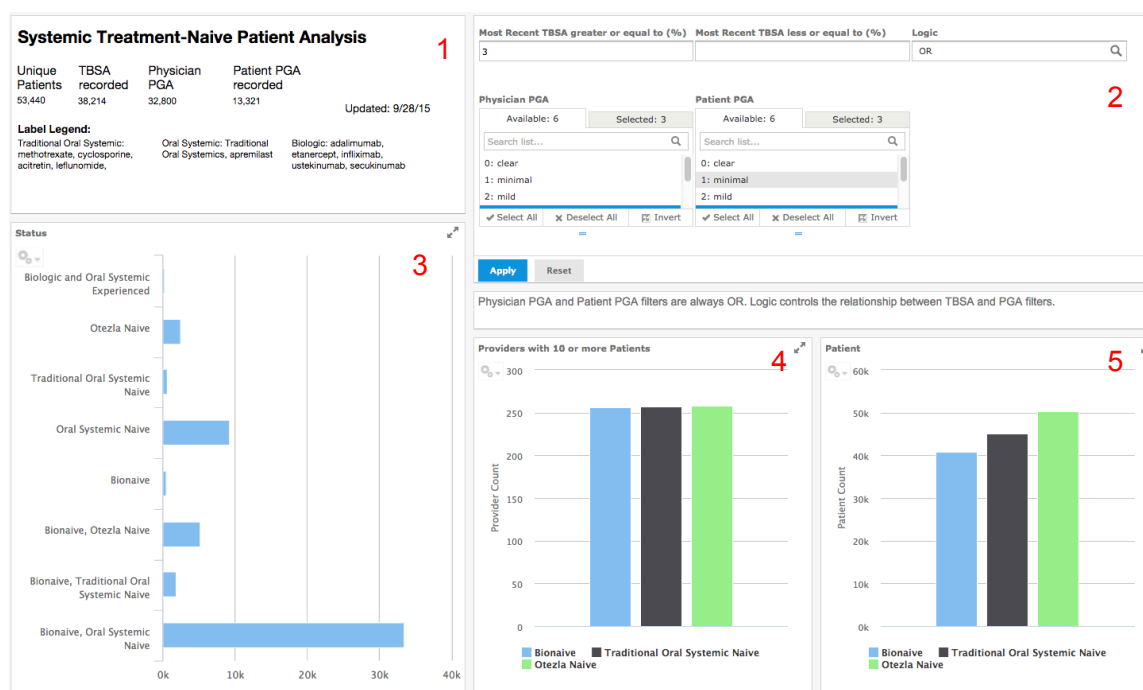 Systemic Treatment-Naive Patient Analysis
1
Unique Patients
TBSA recorded
Physician PGA
Patient PGA recorded
53,440
38,214
32,800
13,321
Updated: 9/28/15
Label Legend:
Traditional Oral Systemic:
methotrexate, cyclosporine,
acitretin, leflunomide,
Oral Systemic: Traditional
Oral Systemics, apremilast
Biologic: adalimumab,
etanercept, infliximab,
ustekinumab, secukinumab
Most Recent TBSA greater or equal to (%)
Most Recent TBSA less or equal to (%)
Logic
3
OR
2
Physician PGA
Available: 6
Selected: 3
Search list...
0: clear
1: minimal
2: mild
Select All
Deselect All
Invert
Patient PGA
Available: 6
Selected: 3
Search list...
0: clear
1: minimal
2: mild
Select All
Deselect All
Invert
Apply
Reset
Physician PGA and Patient PGA filters are always OR. Logic controls the relationship between TBSA and PGA filters.
Status
3
Biologic and Oral Systemic
Experienced
Otezla Naive
Traditional Oral Systemic
Naive
Oral Systemic Naive
Bionaive
Bionaive, Otezla Naive
Bionaive, Traditional Oral
Systemic Naive
Bionaive, Oral Systemic
Naive
0k
10k
20k
30k
40k
Providers with 10 or more Patients
4
300
250
200
150
100
50
0
Provider Count
Bionaive
Traditional Oral Systemic Naive
Otezla Naive
Patient
5
60k
50k
40k
30k
20k
10k
0k
Patient Count
Bionaive
Traditional Oral Systemic Naive
Otezla Naive